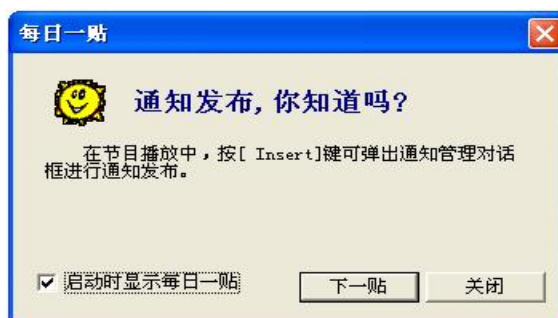 每日一贴
通知发布,你知道吗?
在节目播放中，按[ Insert]键可弹出通知管理对话
框进行通知发布。
启动时显示每日一贴
下一贴
关闭